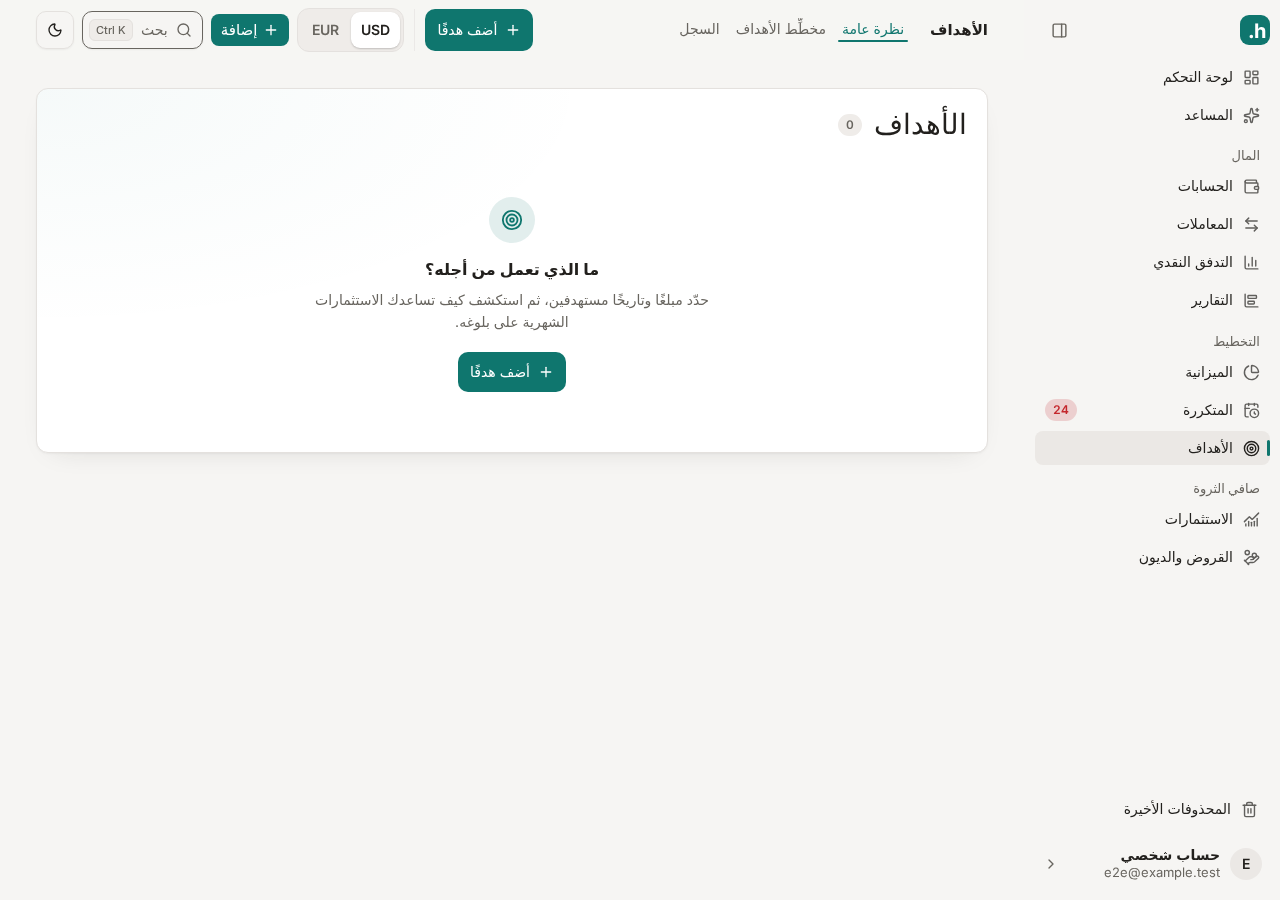 h.
لوحة التحكم
المساعد
المال
الحسابات
المعاملات
التدفق النقدي
التقارير
التخطيط
الميزانية
المتكررة 24
الأهداف
صافي الثروة
الاستثمارات
القروض والديون
المحذوفات الأخيرة
E
حساب شخصي
e2e@example.test
الأهداف
نظرة عامة
مخطِّط الأهداف
السجل
أضف هدفًا
USD
EUR
إضافة
بحث
Ctrl K
الأهداف 0
ما الذي تعمل من أجله؟
حدّد مبلغًا وتاريخًا مستهدفين، ثم استكشف كيف تساعدك الاستثمارات
الشهرية على بلوغه.
أضف هدفًا